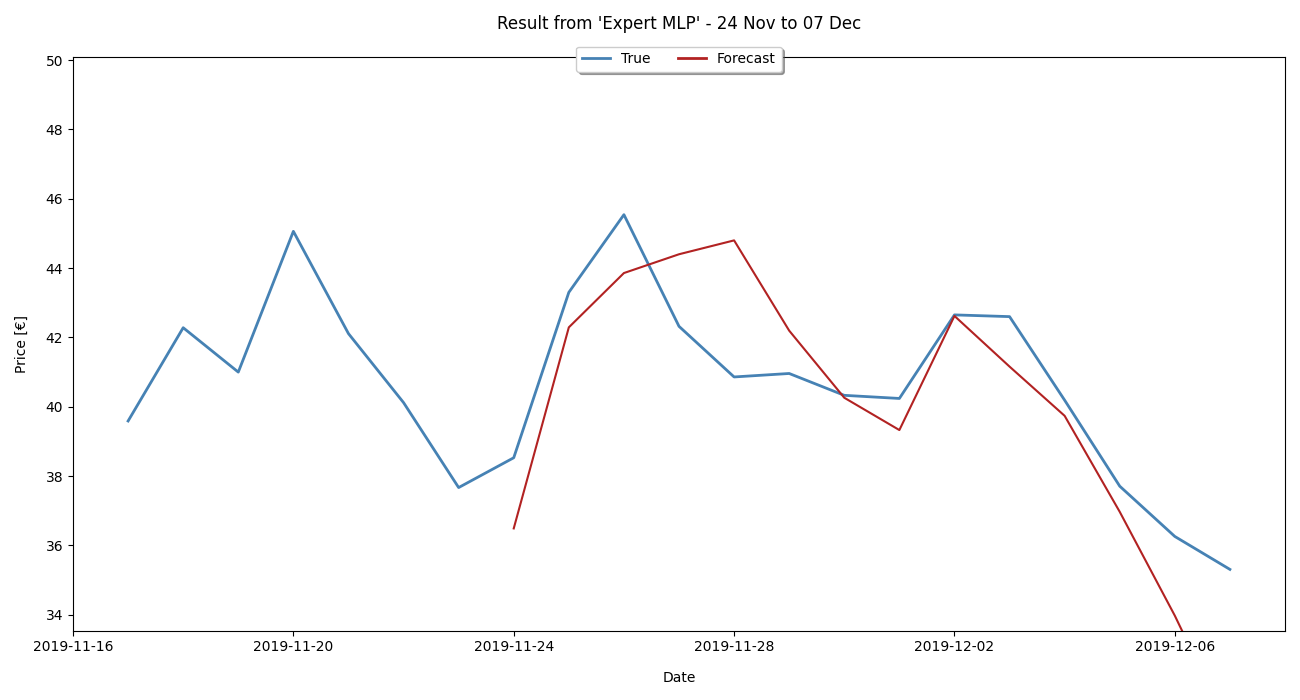 Result from 'Expert MLP' - 24 Nov to 07 Dec
True Forecast
50
48
46
44
42
40
38
36
34
Price [€]
2019-11-16 2019-11-20 2019-11-24 2019-11-28 2019-12-02 2019-12-06
Date